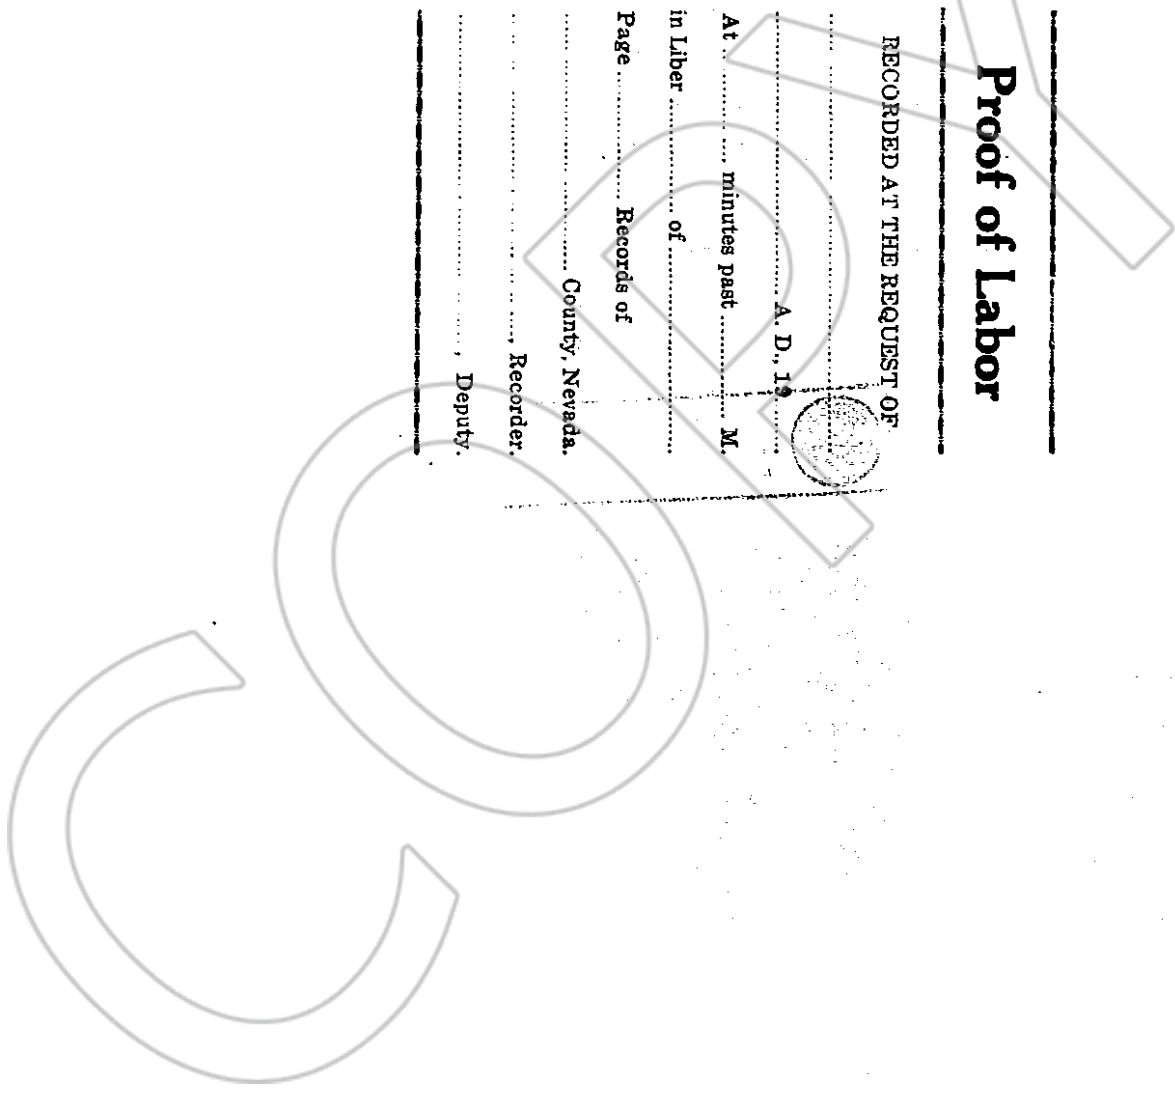 Proof of Labor
RECORDED AT THE REQUEST OF
A. D., 19
At minutes past M.
in Liber of
Page Records of
County, Nevada.
, Recorder.
, Deputy.
COPY